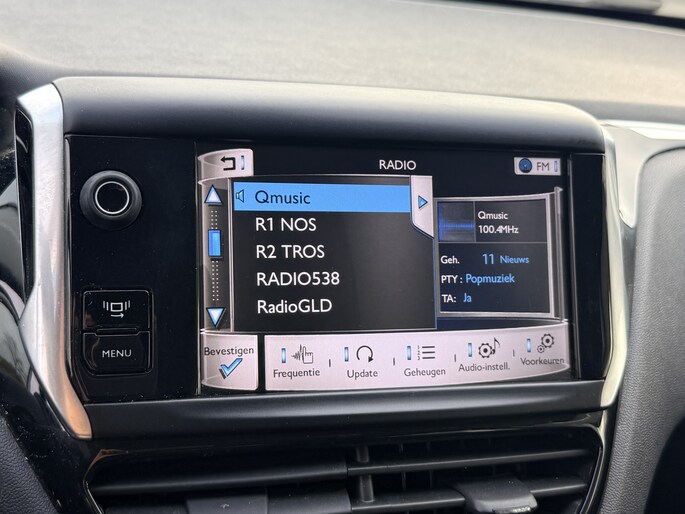 RADIO
FM
Qmusic
R1 NOS
R2 TROS
RADIO538
RadioGLD
Qmusic
100.4MHz
Geh. 11 Nieuws
PTY : Popmuziek
TA: Ja
MENU
Bevestigen
Frequentie
Update
Geheugen
Audio-instell.
Voorkeuren